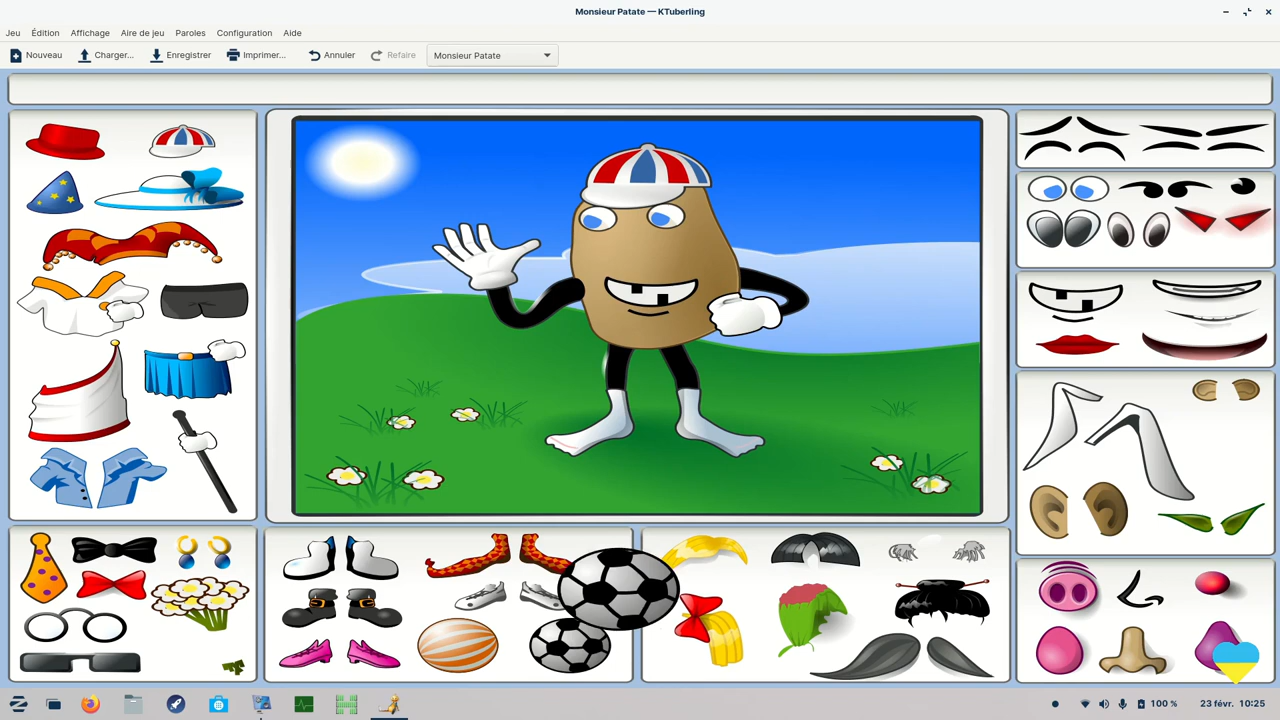 Monsieur Patate — KTuberling
Jeu Édition Affichage Aire de jeu Paroles Configuration Aide
Nouveau Charger... Enregistrer Imprimer... Annuler Refaire Monsieur Patate
100 % 23 févr. 10:25